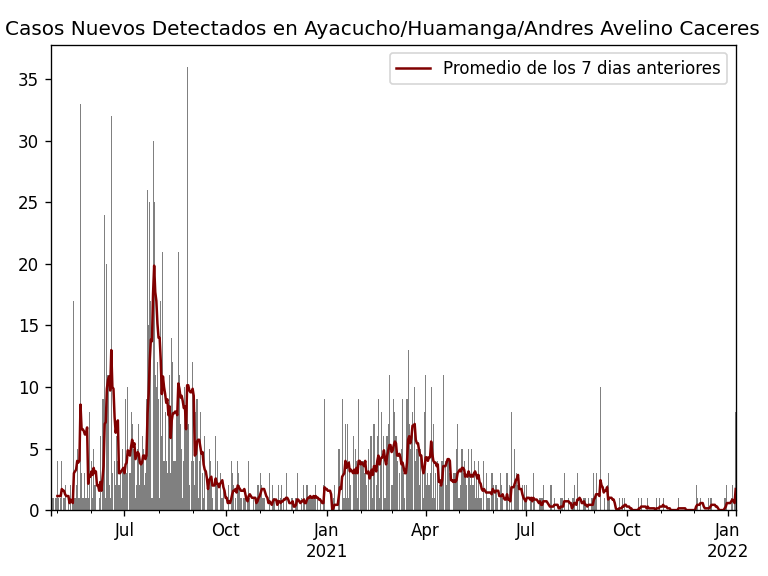 Casos Nuevos Detectados en Ayacucho/Huamanga/Andres Avelino Caceres
Promedio de los 7 dias anteriores
35
30
25
20
15
10
5
0
Jul
Oct
Jan
2021
Apr
Jul
Oct
Jan
2022